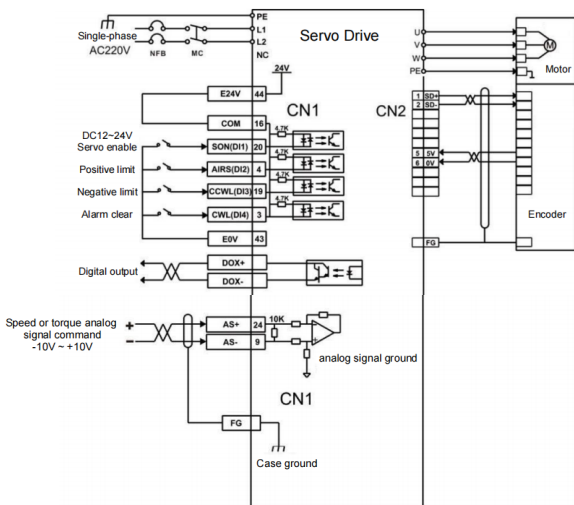 PE
Single-phase
AC220V
L1
L2
NFB
MC
NC
Servo Drive
U
V
W
PE
M
Motor
24V
E24V 44
CN1
CN2
1 SD+
2 SD-
COM 16
DC12~24V
Servo enable
SON(DI1) 20
4.7K
Positive limit
AIRS(DI2) 4
4.7K
5 5V
6 0V
Negative limit
CCWL(DI3) 19
4.7K
Alarm clear
CWL(DI4) 3
4.7K
Encoder
E0V 43
FG
Digital output
DOX+
DOX-
Speed or torque analog
signal command
-10V ~ +10V
+
−
AS+ 24
AS- 9
10K
−
+
analog signal ground
CN1
FG
Case ground